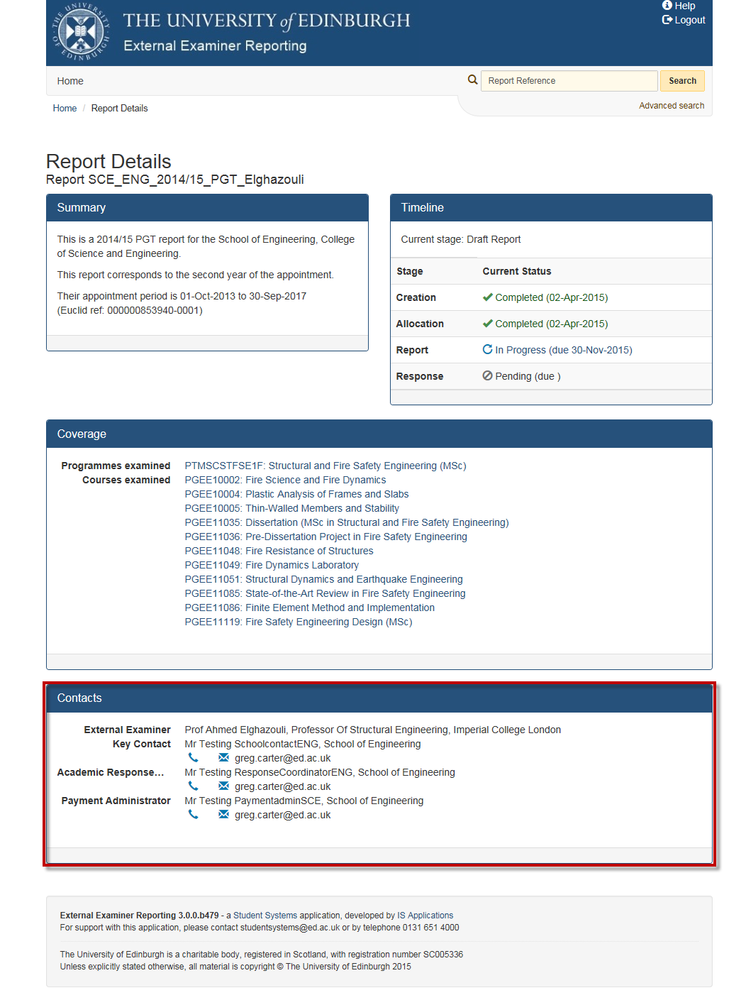 THE UNIVERSITY of EDINBURGH
External Examiner Reporting
Help
Logout
Home
Report Reference
Search
Advanced search
Home / Report Details
Report Details
Report SCE_ENG_2014/15_PGT_Elghazouli
Summary
This is a 2014/15 PGT report for the School of Engineering, College
of Science and Engineering.
This report corresponds to the second year of the appointment.
Their appointment period is 01-Oct-2013 to 30-Sep-2017
(Euclid ref: 000000853940-0001)
Timeline
Current stage: Draft Report
Stage Current Status
Creation Completed (02-Apr-2015)
Allocation Completed (02-Apr-2015)
Report In Progress (due 30-Nov-2015)
Response Pending (due )
Coverage
Programmes examined PTMSCSTFSE1F: Structural and Fire Safety Engineering (MSc)
Courses examined PGEE10002: Fire Science and Fire Dynamics
PGEE10004: Plastic Analysis of Frames and Slabs
PGEE10005: Thin-Walled Members and Stability
PGEE11035: Dissertation (MSc in Structural and Fire Safety Engineering)
PGEE11036: Pre-Dissertation Project in Fire Safety Engineering
PGEE11048: Fire Resistance of Structures
PGEE11049: Fire Dynamics Laboratory
PGEE11051: Structural Dynamics and Earthquake Engineering
PGEE11085: State-of-the-Art Review in Fire Safety Engineering
PGEE11086: Finite Element Method and Implementation
PGEE11119: Fire Safety Engineering Design (MSc)
Contacts
External Examiner Prof Ahmed Elghazouli, Professor Of Structural Engineering, Imperial College London
Key Contact Mr Testing SchoolcontactENG, School of Engineering
greg.carter@ed.ac.uk
Academic Response... Mr Testing ResponseCoordinatorENG, School of Engineering
greg.carter@ed.ac.uk
Payment Administrator Mr Testing PaymentadminSCE, School of Engineering
greg.carter@ed.ac.uk
External Examiner Reporting 3.0.0.b479 - a Student Systems application, developed by IS Applications
For support with this application, please contact studentsystems@ed.ac.uk or by telephone 0131 651 4000
The University of Edinburgh is a charitable body, registered in Scotland, with registration number SC005336
Unless explicitly stated otherwise, all material is copyright © The University of Edinburgh 2015